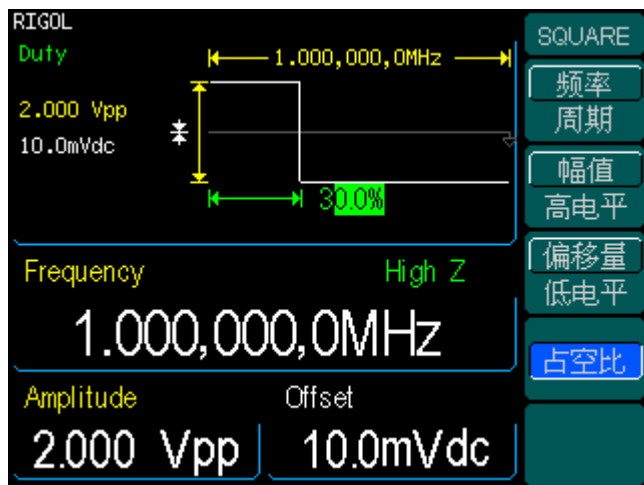 RIGOL
Duty
1.000,000,0MHz
2.000 Vpp
10.0mVdc
30.0%
Frequency
High Z
1.000,000,0MHz
Amplitude
Offset
2.000 Vpp
10.0mVdc
SQUARE
频率
周期
幅值
高电平
偏移量
低电平
占空比